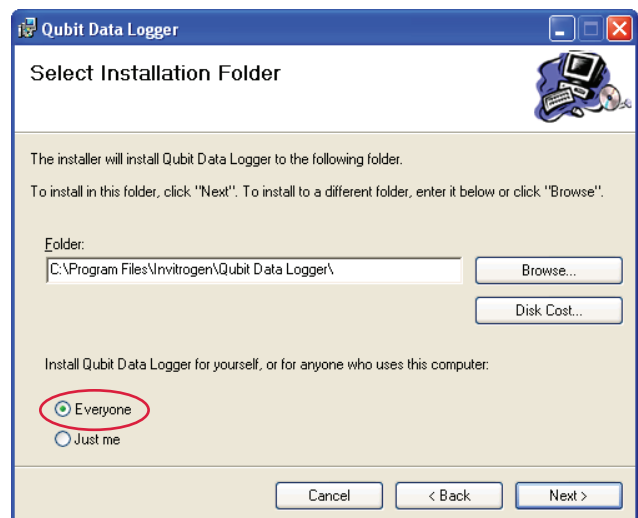 Qubit Data Logger
Select Installation Folder
The installer will install Qubit Data Logger to the following folder.
To install in this folder, click "Next". To install to a different folder, enter it below or click "Browse".
Folder:
C:\Program Files\Invitrogen\Qubit Data Logger\
Browse...
Disk Cost...
Install Qubit Data Logger for yourself, or for anyone who uses this computer:
Everyone
Just me
Cancel
< Back
Next >